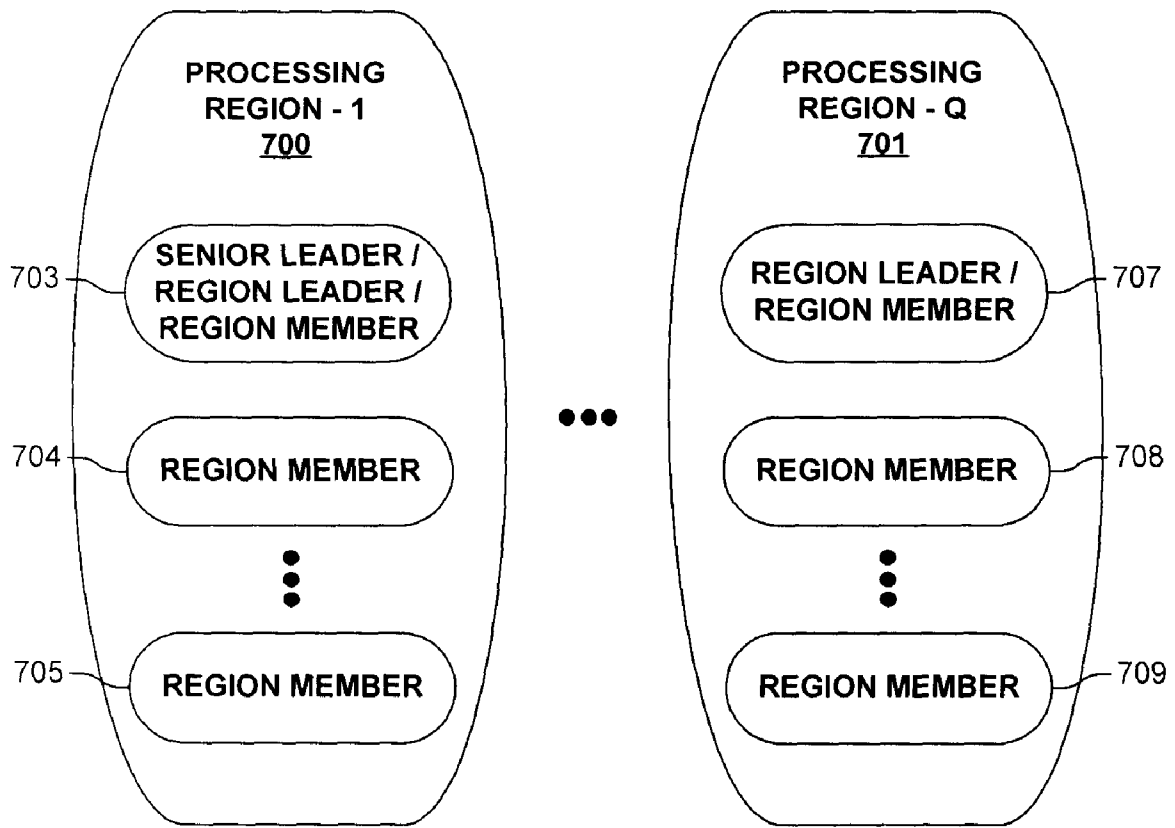 PROCESSING
REGION - 1
700
703
SENIOR LEADER /
REGION LEADER /
REGION MEMBER
704
REGION MEMBER
705
REGION MEMBER
PROCESSING
REGION - Q
701
REGION LEADER /
REGION MEMBER
707
REGION MEMBER
708
REGION MEMBER
709